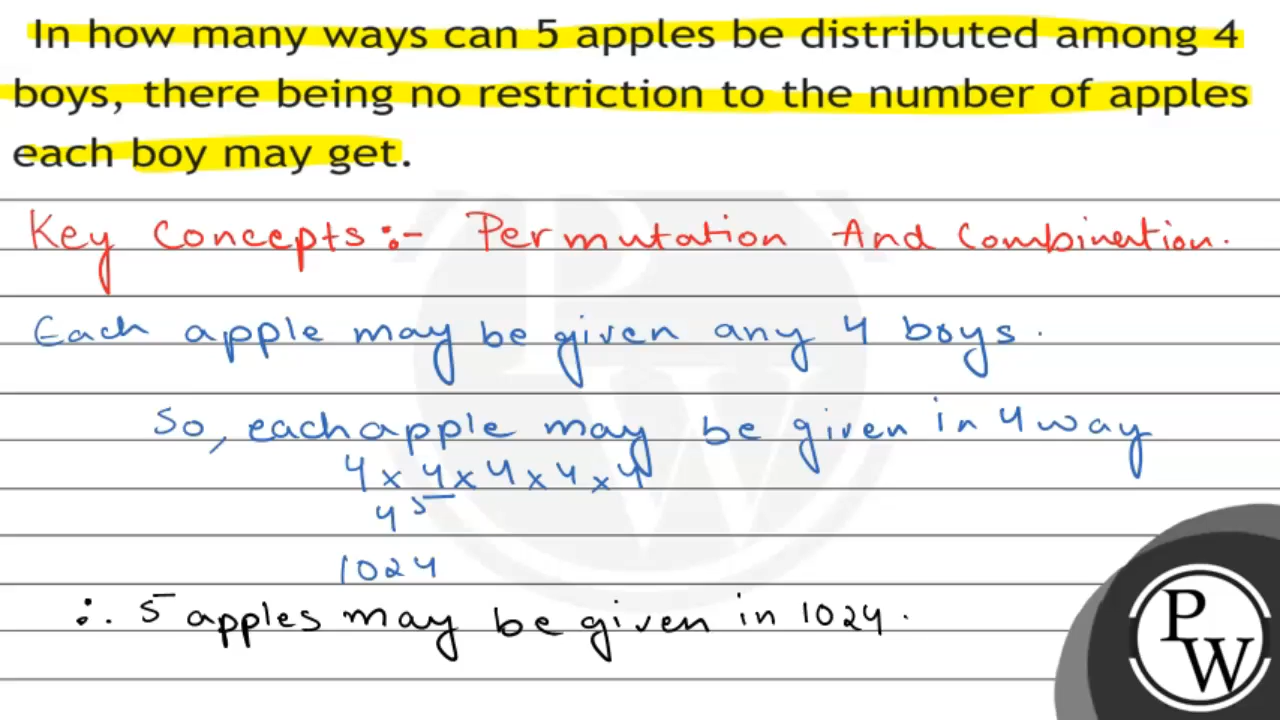 In how many ways can 5 apples be distributed among 4
boys, there being no restriction to the number of apples
each boy may get.
Key Concepts:- Permutation And Combination.
Each apple may be given any 4 boys.
So, each apple may be given in 4 way
4 × 4 × 4 × 4 × 4
4⁵
1024
∴ 5 apples may be given in 1024.
PW
PW